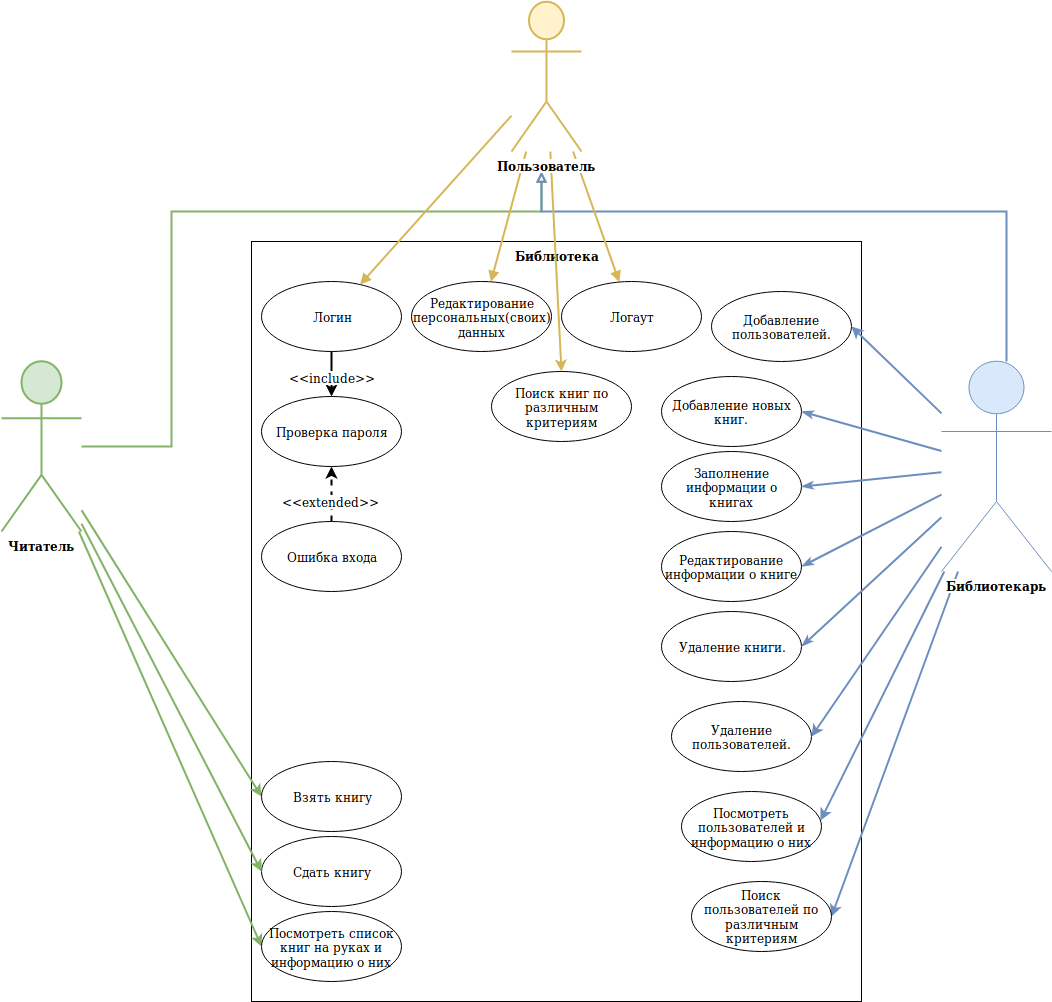 Пользователь
Библиотека
Логин
Редактирование
персональных(своих)
данных
Логаут
Добавление
пользователей.
<<include>>
Поиск книг по
различным
критериям
Добавление новых
книг.
Проверка пароля
Заполнение
информации о
книгах
<<extended>>
Читатель
Ошибка входа
Редактирование
информации о книге
Библиотекарь
Удаление книги.
Удаление
пользователей.
Взять книгу
Посмотреть
пользователей и
информацию о них
Сдать книгу
Поиск
пользователей по
различным
критериям
Посмотреть список
книг на руках и
информацию о них